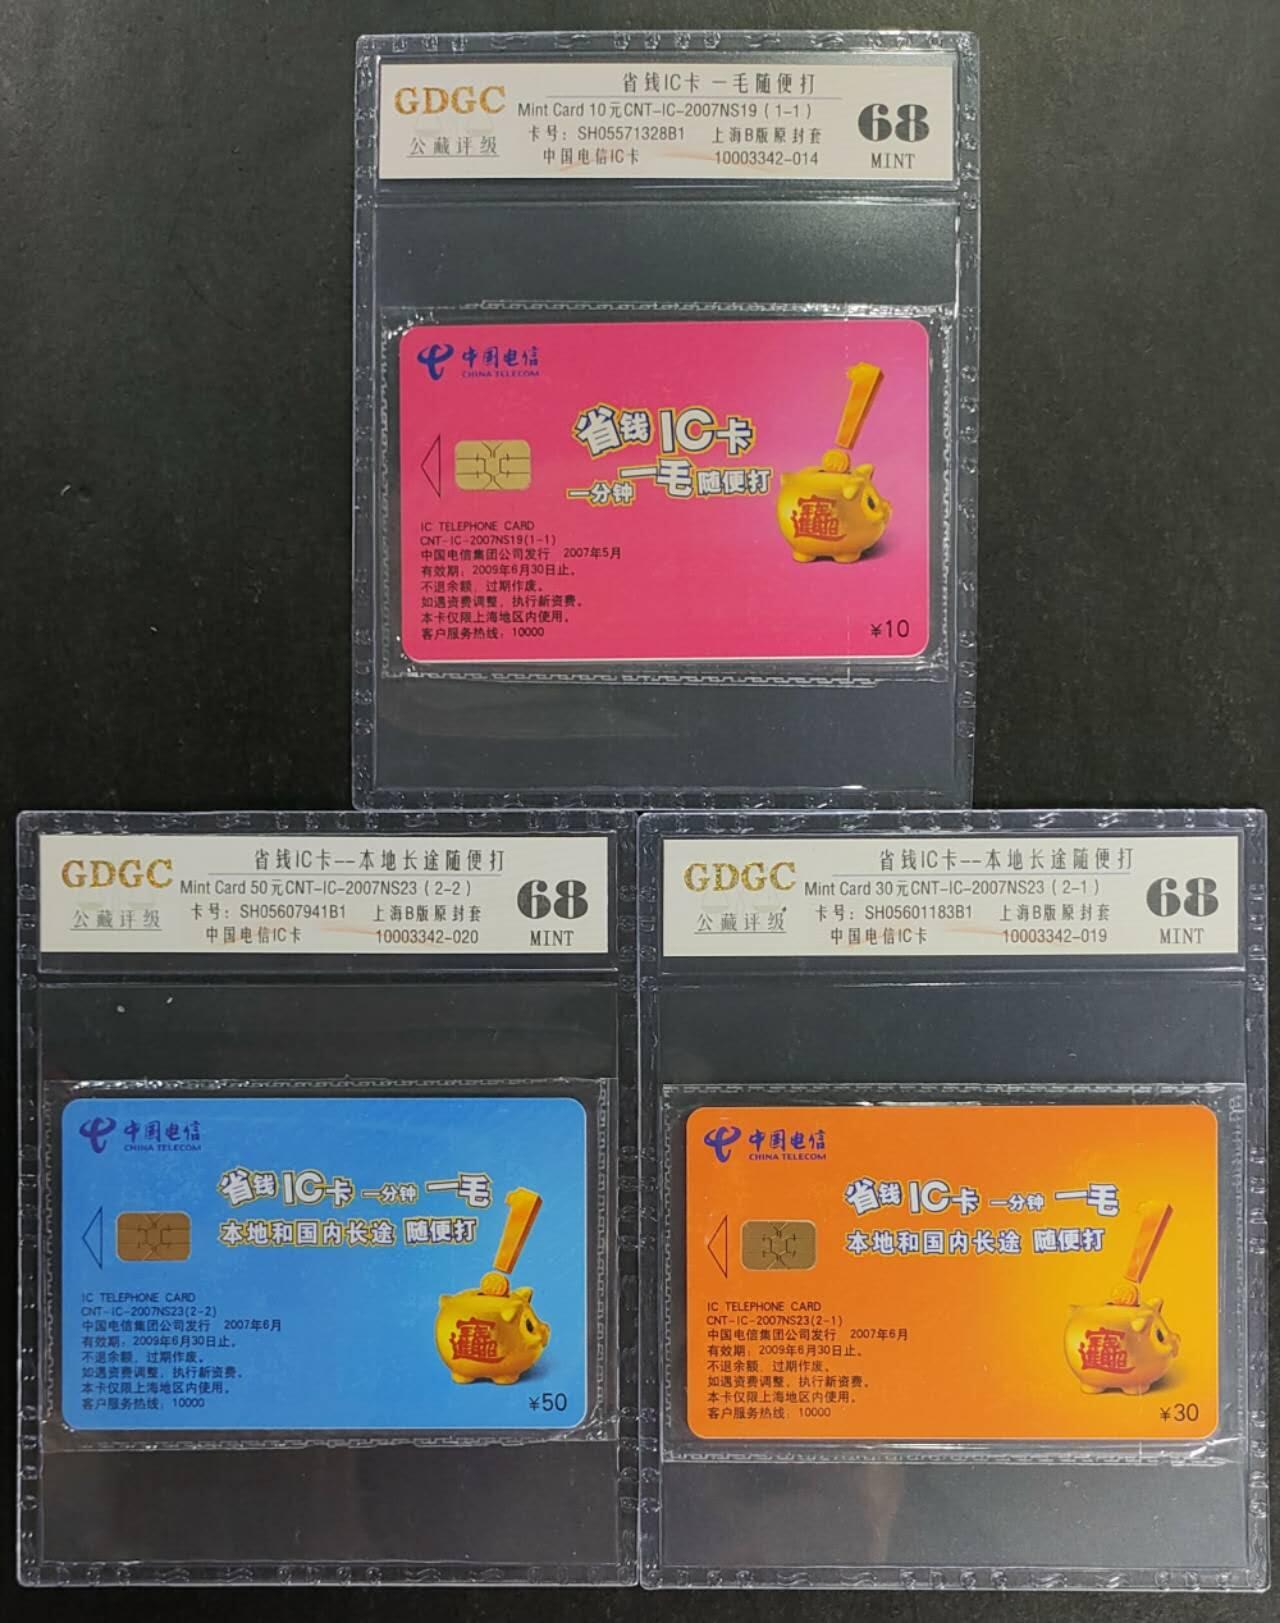 GDGC
公藏评级
省钱IC卡 一毛随便打
Mint Card 10元CNT-IC-2007NS19(1-1)
卡号: SH05571328B1 上海B版原封套
中国电信IC卡 10003342-014
68
MINT
中国电信
CHINA TELECOM
省钱IC卡
一分钟一毛随便打
1
招财进宝
IC TELEPHONE CARD
CNT-IC-2007NS19(1-1)
中国电信集团公司发行 2007年5月
有效期: 2009年6月30日止。
不退余额, 过期作废。
如遇资费调整, 执行新资费。
本卡仅限上海地区内使用。
客户服务热线: 10000
¥10
GDGC
公藏评级
省钱IC卡--本地长途随便打
Mint Card 50元CNT-IC-2007NS23(2-2)
卡号: SH05607941B1 上海B版原封套
中国电信IC卡 10003342-020
68
MINT
中国电信
CHINA TELECOM
省钱IC卡 一分钟一毛
本地和国内长途 随便打
1
招财进宝
IC TELEPHONE CARD
CNT-IC-2007NS23(2-2)
中国电信集团公司发行 2007年6月
有效期: 2009年6月30日止。
不退余额, 过期作废。
如遇资费调整, 执行新资费。
本卡仅限上海地区内使用。
客户服务热线: 10000
¥50
GDGC
公藏评级
省钱IC卡--本地长途随便打
Mint Card 30元CNT-IC-2007NS23(2-1)
卡号: SH05601183B1 上海B版原封套
中国电信IC卡 10003342-019
68
MINT
中国电信
CHINA TELECOM
省钱IC卡 一分钟一毛
本地和国内长途 随便打
1
招财进宝
IC TELEPHONE CARD
CNT-IC-2007NS23(2-1)
中国电信集团公司发行 2007年6月
有效期: 2009年6月30日止。
不退余额, 过期作废。
如遇资费调整, 执行新资费。
本卡仅限上海地区内使用。
客户服务热线: 10000
¥30